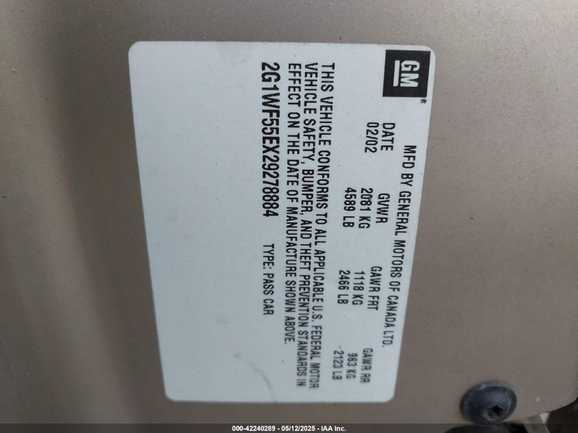 GM
MFD BY GENERAL MOTORS OF CANADA LTD.
DATE GVWR GAWR FRT GAWR RR
02/02 2081 KG 1118 KG 963 KG
4589 LB 2466 LB 2123 LB
THIS VEHICLE CONFORMS TO ALL APPLICABLE U.S. FEDERAL MOTOR
VEHICLE SAFETY, BUMPER, AND THEFT PREVENTION STANDARDS IN
EFFECT ON THE DATE OF MANUFACTURE SHOWN ABOVE.
2G1WF55EX29278884 TYPE: PASS CAR
000-42240289 - 05/12/2025 - IAA Inc.